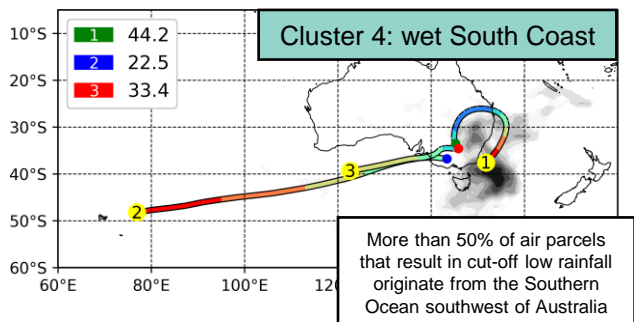 Cluster 4: wet South Coast
1 44.2
2 22.5
3 33.4
10°S
20°S
30°S
40°S
50°S
60°S
1
3
2
60°E
80°E
100°E
More than 50% of air parcels
that result in cut-off low rainfall
originate from the Southern
Ocean southwest of Australia